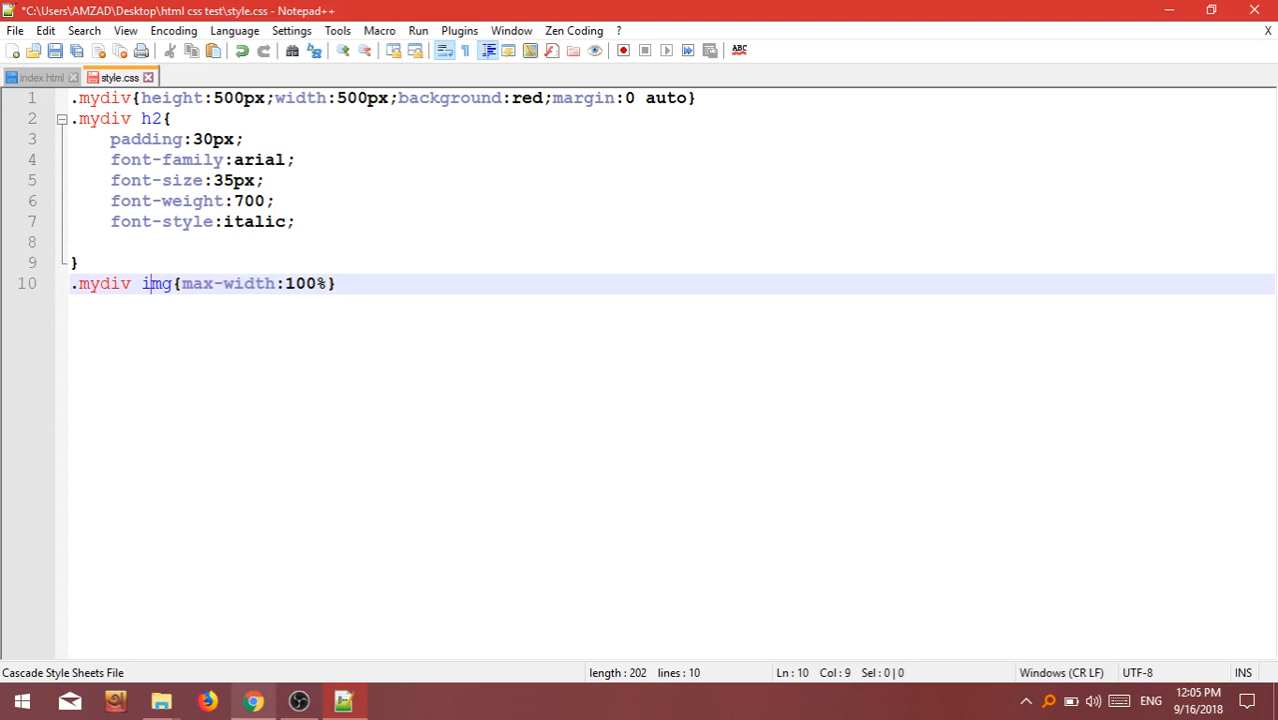 *C:\Users\AMZAD\Desktop\html css test\style.css - Notepad++
File Edit Search View Encoding Language Settings Tools Macro Run Plugins Window Zen Coding ? X
ABC
index.html style.css
1 .mydiv{height:500px;width:500px;background:red;margin:0 auto}
2 .mydiv h2{
3 padding:30px;
4 font-family:arial;
5 font-size:35px;
6 font-weight:700;
7 font-style:italic;
8
9 }
10 .mydiv img{max-width:100%}
Cascade Style Sheets File length : 202 lines : 10 Ln : 10 Col : 9 Sel : 0 | 0 Windows (CR LF) UTF-8 INS
ENG 12:05 PM
9/16/2018